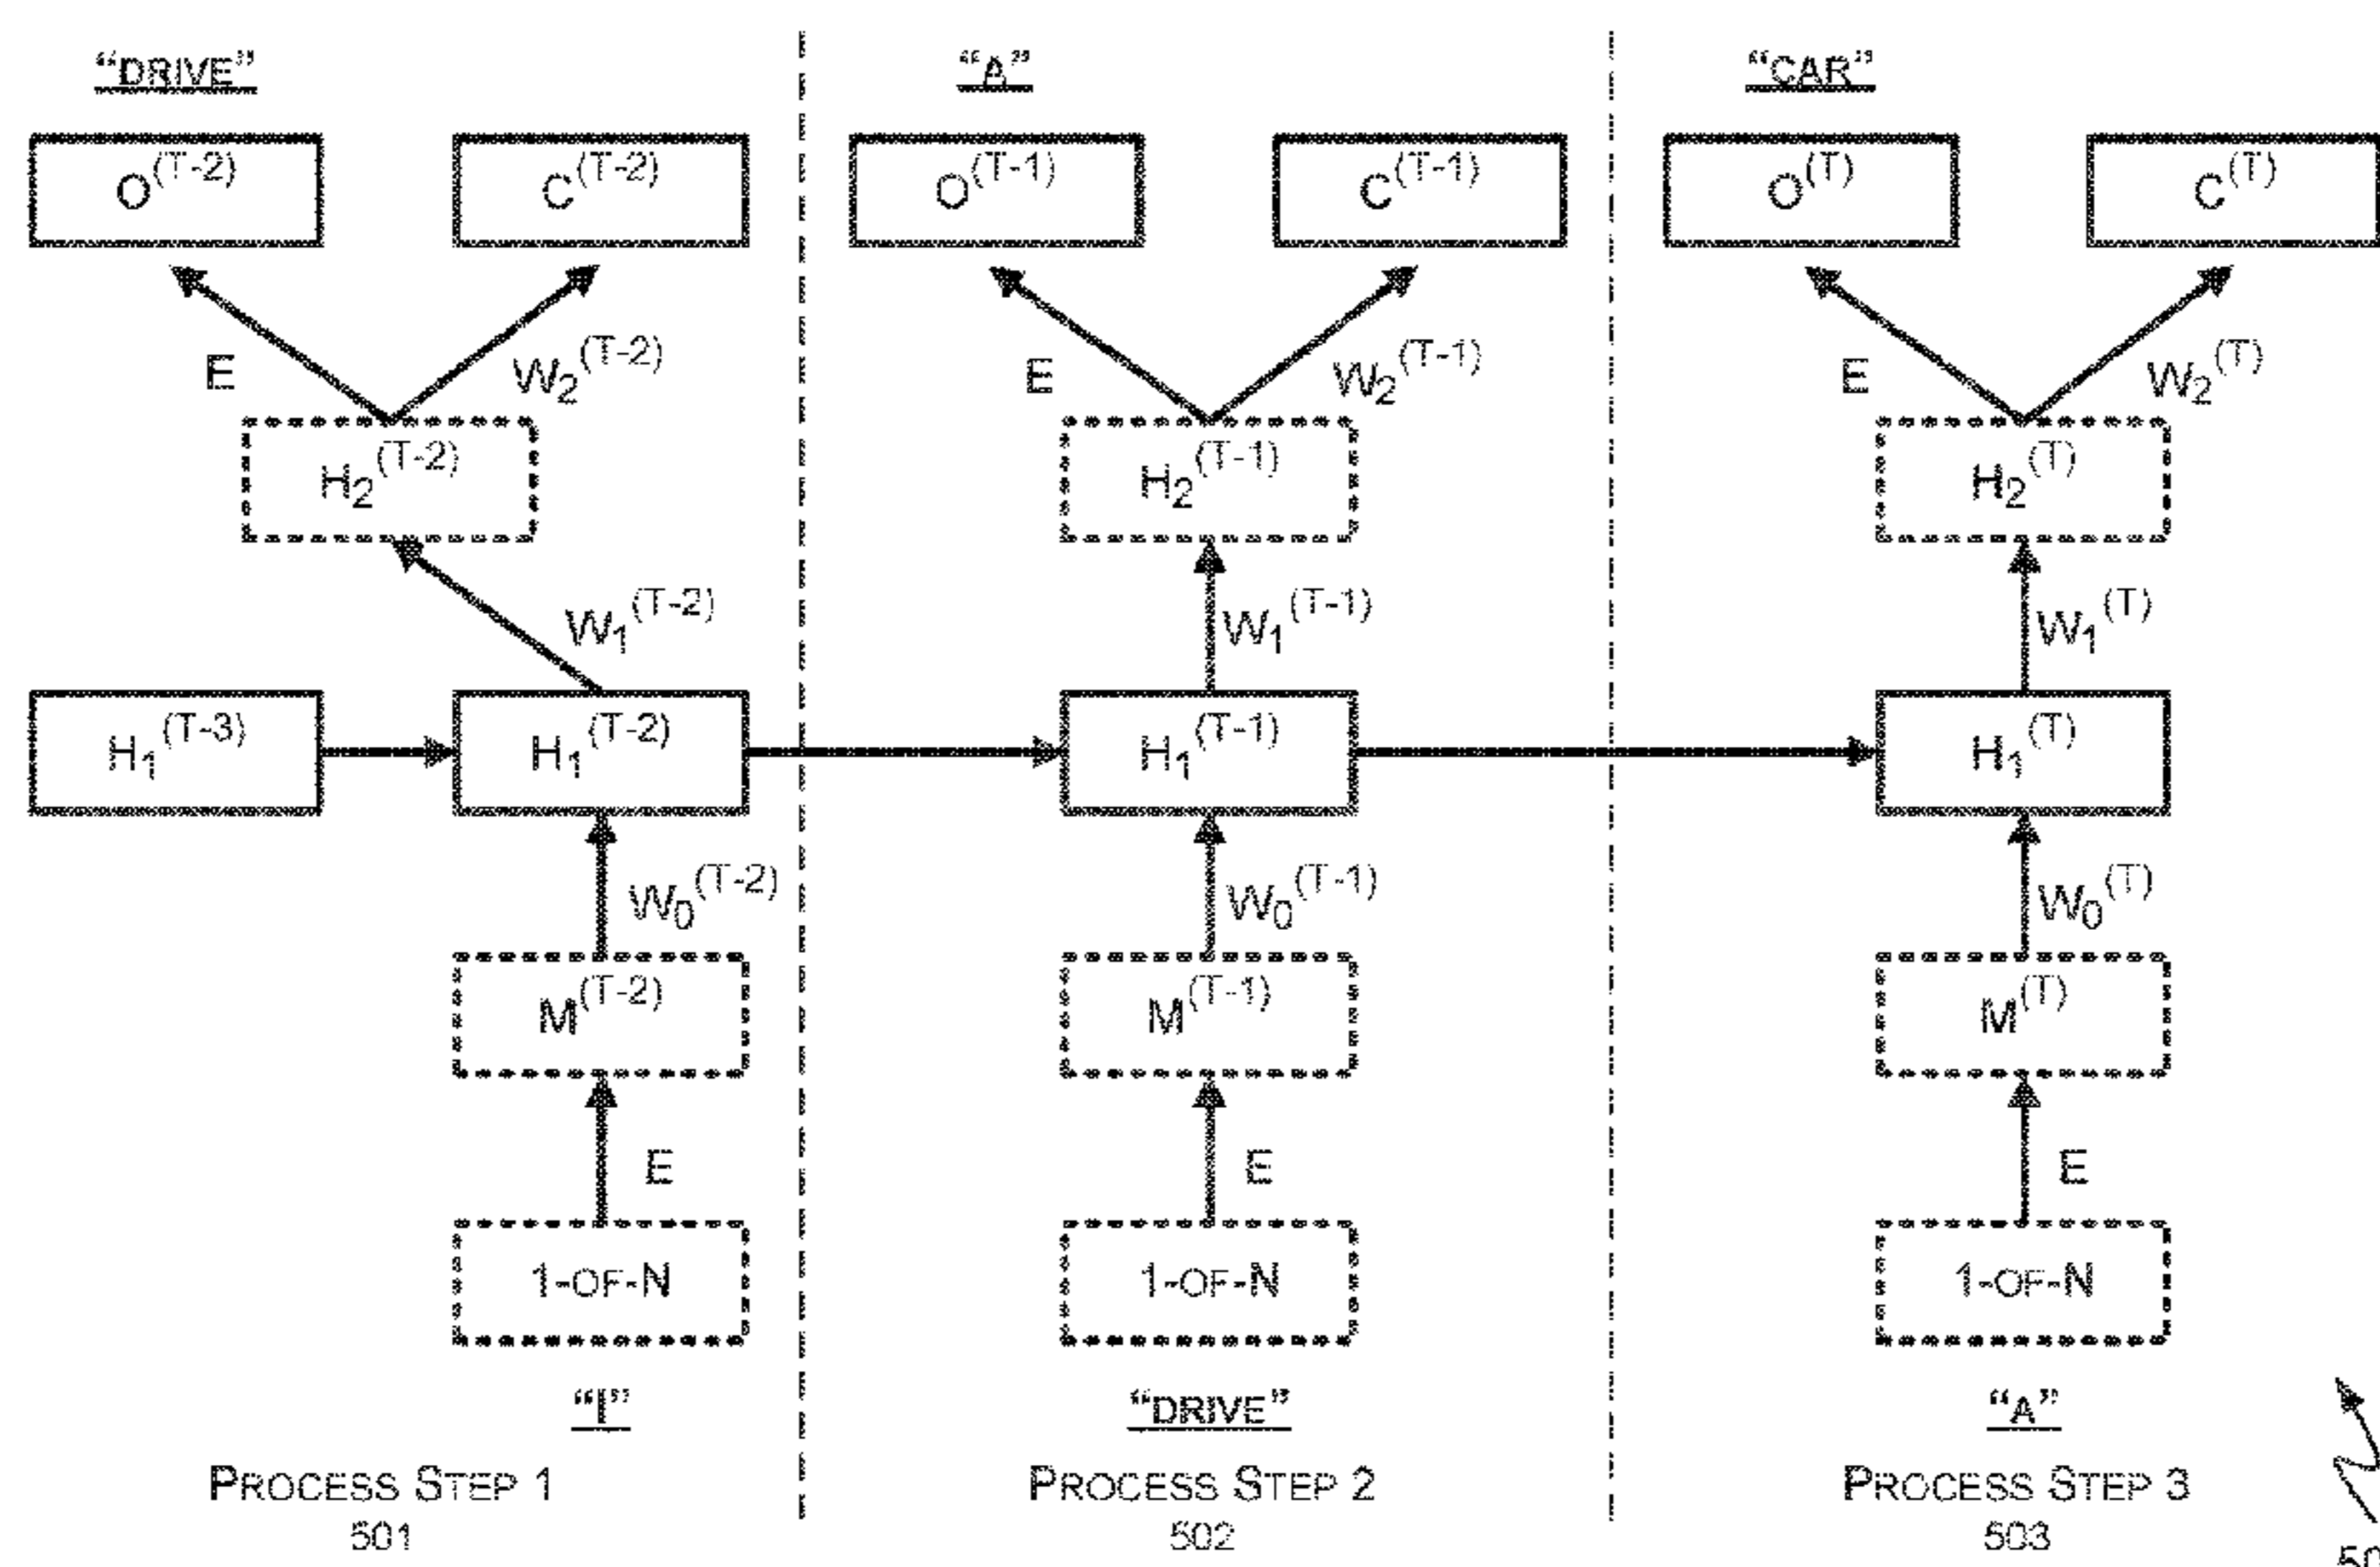 “DRIVE” “A” “CAR”
O(T-2) C(T-2) O(T-1) C(T-1) O(T) C(T)
E W2(T-2) E W2(T-1) E W2(T)
H2(T-2) H2(T-1) H2(T)
W1(T-2) W1(T-1) W1(T)
H1(T-3) H1(T-2) H1(T-1) H1(T)
W0(T-2) W0(T-1) W0(T)
M(T-2) M(T-1) M(T)
E E E
1-OF-N 1-OF-N 1-OF-N
“I” “DRIVE” “A”
PROCESS STEP 1 PROCESS STEP 2 PROCESS STEP 3
501 502 503